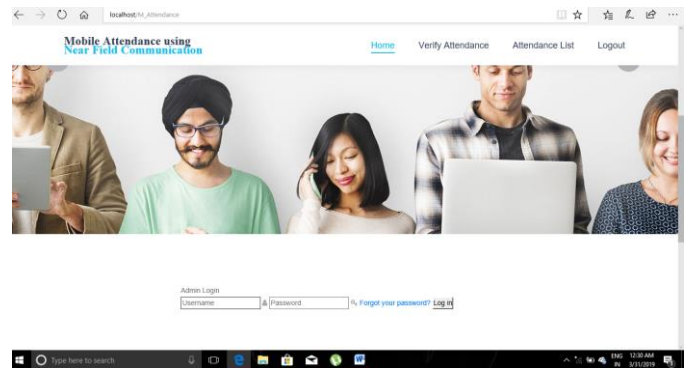 localhost/M_Attendance
Mobile Attendance using
Near Field Communication
Home Verify Attendance Attendance List Logout
Admin Login
Username Password Forgot your password? Log in
Type here to search
ENG 12:30 AM
IN 3/31/2019